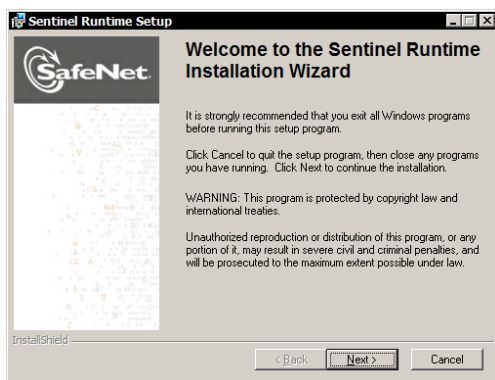 Sentinel Runtime Setup
SafeNet.
Welcome to the Sentinel Runtime
Installation Wizard
It is strongly recommended that you exit all Windows programs
before running this setup program.
Click Cancel to quit the setup program, then close any programs
you have running. Click Next to continue the installation.
WARNING: This program is protected by copyright law and
international treaties.
Unauthorized reproduction or distribution of this program, or any
portion of it, may result in severe civil and criminal penalties, and
will be prosecuted to the maximum extent possible under law.
InstallShield
< Back Next > Cancel